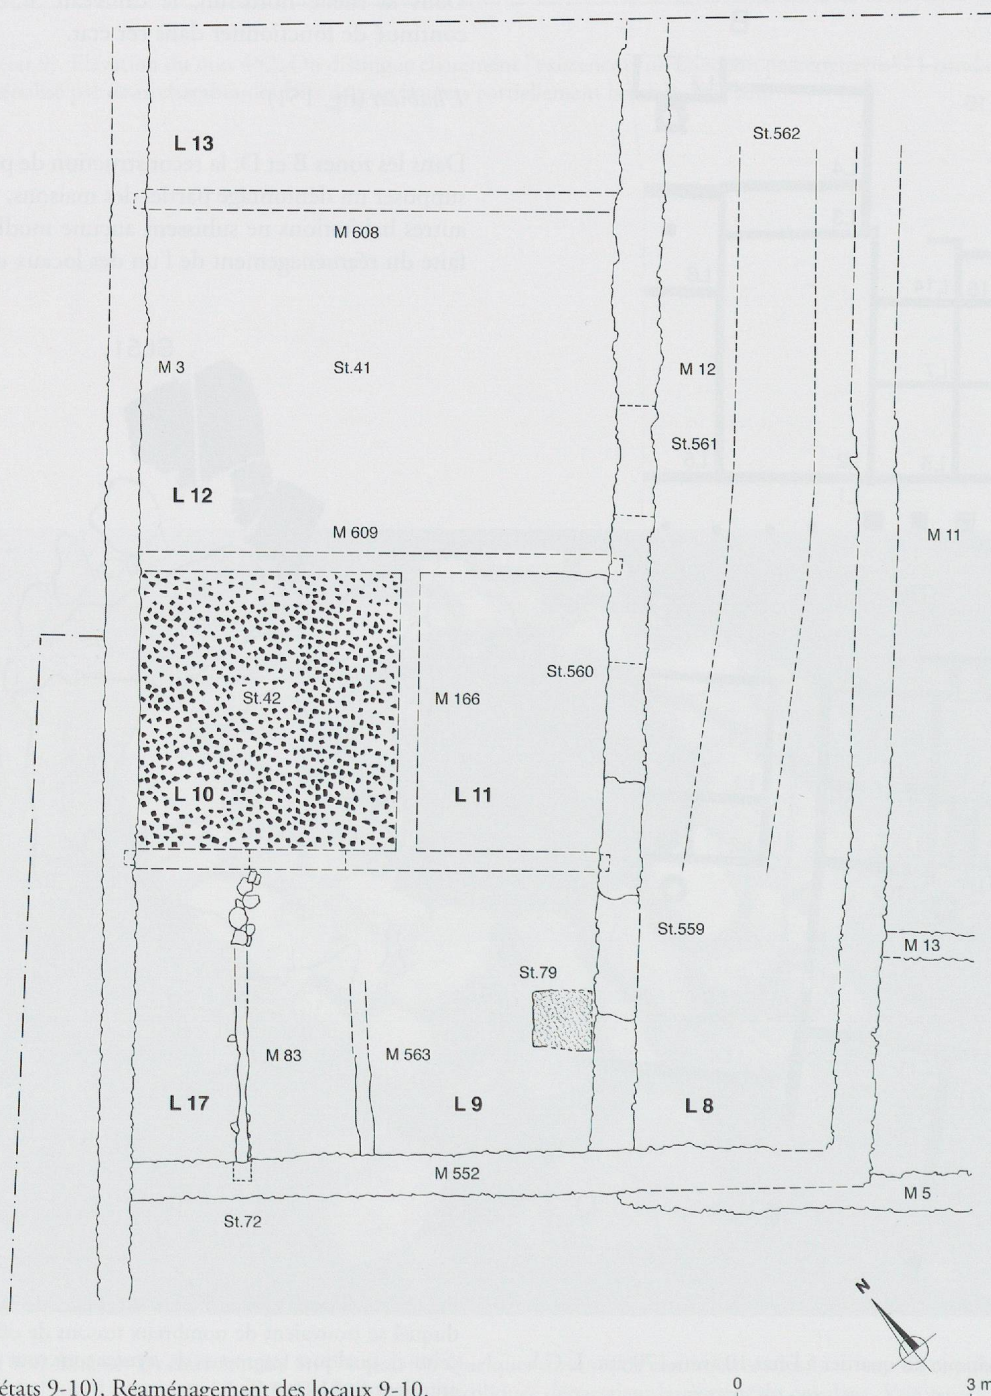 St.562
L 13
M 608
M 3
St.41
M 12
St.561
L 12
M 609
M 11
St.560
St.42
M 166
L 10
L 11
St.559
M 13
St.79
M 83
M 563
L 17
L 9
L 8
M 552
M 5
St.72
N
états 9-10). Réaménagement des locaux 9-10.
0
3 m